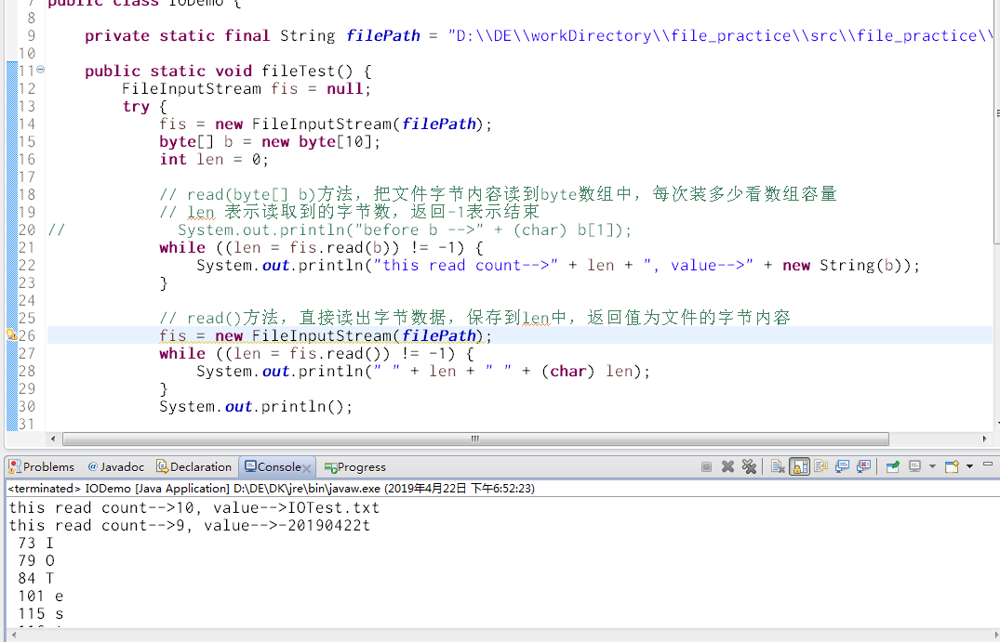 7 public class IODemo {
8
9 private static final String filePath = "D:\\DE\\workDirectory\\file_practice\\src\\file_practice\\
10
11 public static void fileTest() {
12 FileInputStream fis = null;
13 try {
14 fis = new FileInputStream(filePath);
15 byte[] b = new byte[10];
16 int len = 0;
17
18 // read(byte[] b)方法，把文件字节内容读到byte数组中，每次装多少看数组容量
19 // len 表示读取到的字节数，返回-1表示结束
20 // System.out.println("before b -->" + (char) b[1]);
21 while ((len = fis.read(b)) != -1) {
22 System.out.println("this read count-->" + len + ", value-->" + new String(b));
23 }
24
25 // read()方法，直接读出字节数据，保存到len中，返回值为文件的字节内容
26 fis = new FileInputStream(filePath);
27 while ((len = fis.read()) != -1) {
28 System.out.println(" " + len + " " + (char) len);
29 }
30 System.out.println();
31
Problems @ Javadoc Declaration Console Progress
<terminated> IODemo [Java Application] D:\DE\DK\jre\bin\javaw.exe (2019年4月22日 下午6:52:23)
this read count-->10, value-->IOTest.txt
this read count-->9, value-->-20190422t
73 I
79 O
84 T
101 e
115 s